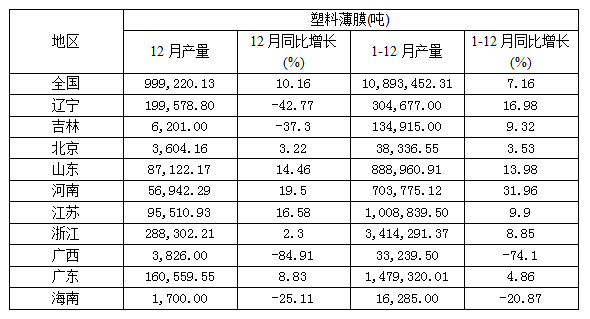 地区 塑料薄膜(吨)
12月产量 12月同比增长(%) 1-12月产量 1-12月同比增长(%)
全国 999,220.13 10.16 10,893,452.31 7.16
辽宁 199,578.80 -42.77 304,677.00 16.98
吉林 6,201.00 -37.3 134,915.00 9.32
北京 3,604.16 3.22 38,336.55 3.53
山东 87,122.17 14.46 888,960.91 13.98
河南 56,942.29 19.5 703,775.12 31.96
江苏 95,510.93 16.58 1,008,839.50 9.9
浙江 288,302.21 2.3 3,414,291.37 8.85
广西 3,826.00 -84.91 33,239.50 -74.1
广东 160,559.55 8.83 1,479,320.01 4.86
海南 1,700.00 -25.11 16,285.00 -20.87